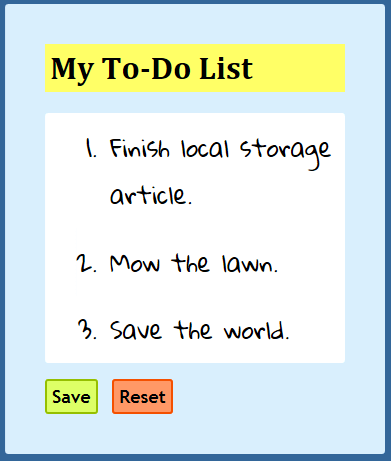 My To-Do List
1. Finish local storage
article.
2. Mow the lawn.
3. Save the world.
Save Reset